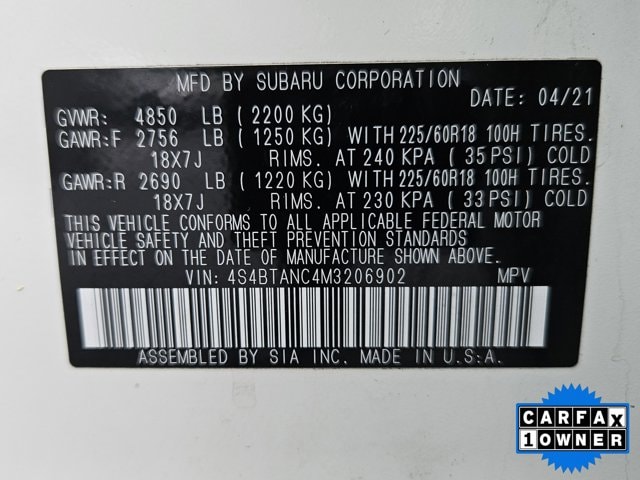 MFD BY SUBARU CORPORATION
DATE: 04/21
GVWR: 4850 LB (2200 KG)
GAWR:F 2756 LB (1250 KG) WITH 225/60R18 100H TIRES.
18X7J RIMS. AT 240 KPA (35 PSI) COLD
GAWR:R 2690 LB (1220 KG) WITH 225/60R18 100H TIRES.
18X7J RIMS. AT 230 KPA (33 PSI) COLD
THIS VEHICLE CONFORMS TO ALL APPLICABLE FEDERAL MOTOR
VEHICLE SAFETY AND THEFT PREVENTION STANDARDS
IN EFFECT ON THE DATE OF MANUFACTURE SHOWN ABOVE.
VIN: 4S4BTANC4M3206902 MPV
ASSEMBLED BY SIA INC. MADE IN U.S.A.
CARFAX
1 OWNER